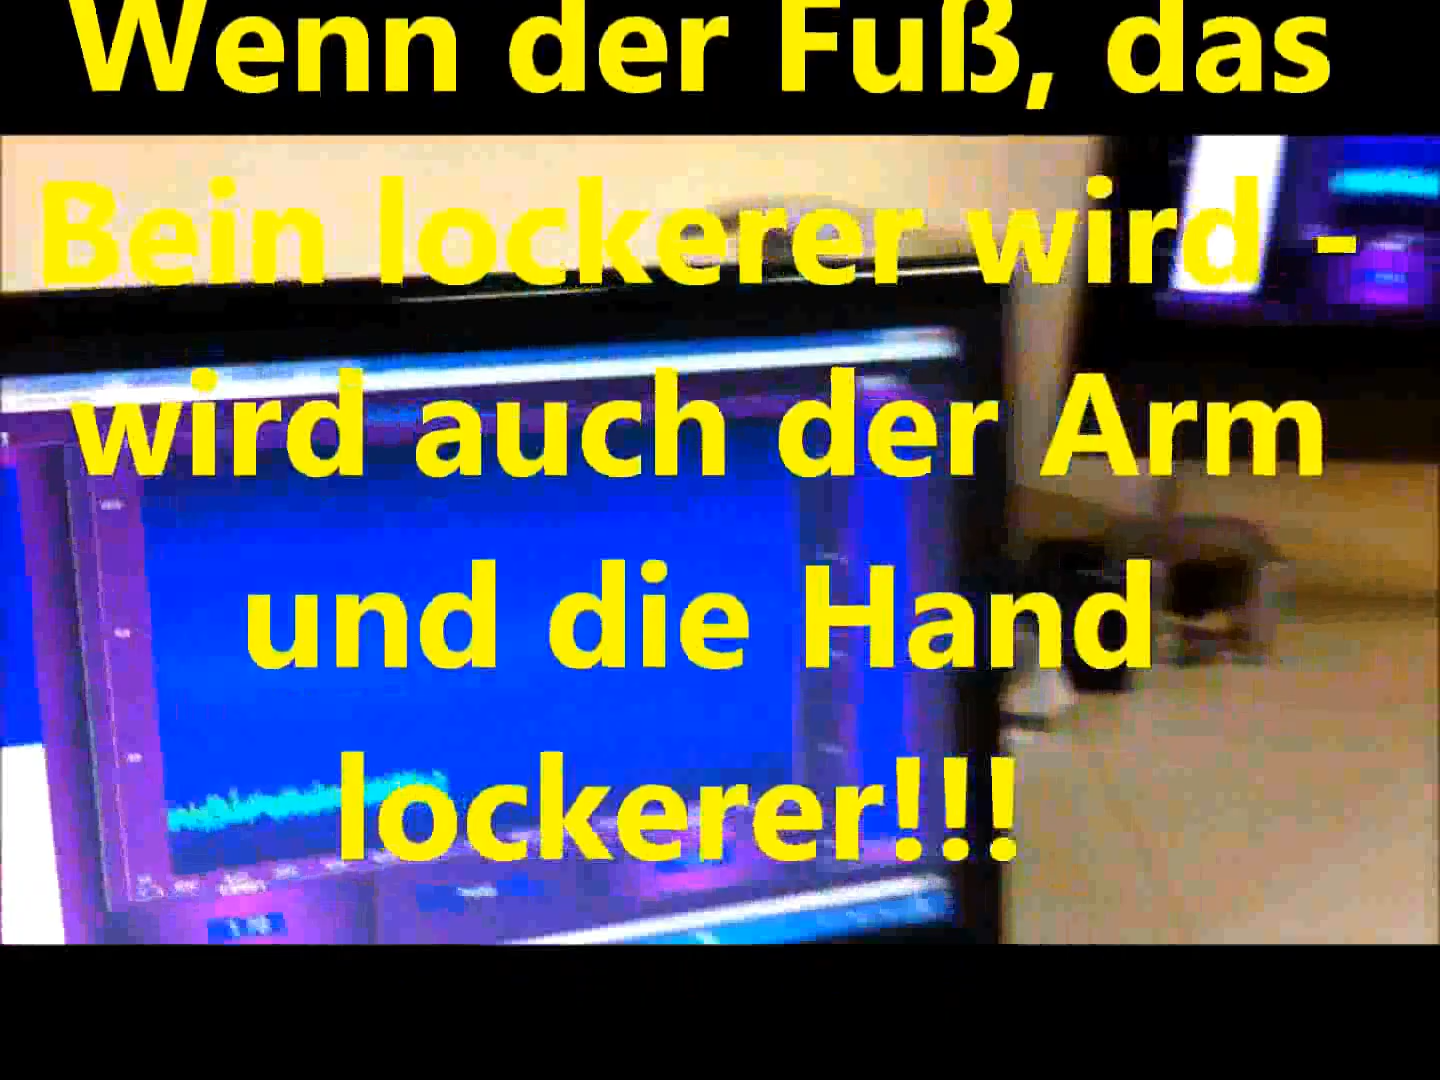 Wenn der Fuß, das
Bein lockerer wird -
wird auch der Arm
und die Hand
lockerer!!!